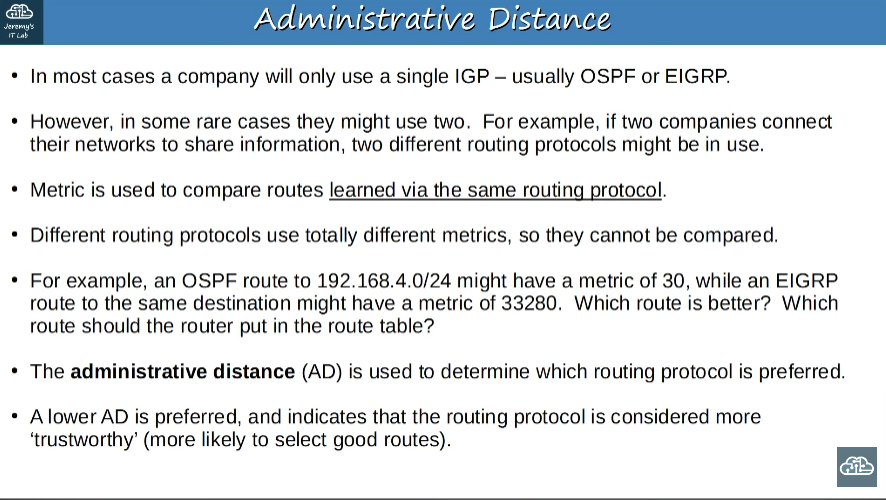 Jeremy's
IT Lab
Administrative Distance
• In most cases a company will only use a single IGP – usually OSPF or EIGRP.
• However, in some rare cases they might use two.  For example, if two companies connect
their networks to share information, two different routing protocols might be in use.
• Metric is used to compare routes learned via the same routing protocol.
• Different routing protocols use totally different metrics, so they cannot be compared.
• For example, an OSPF route to 192.168.4.0/24 might have a metric of 30, while an EIGRP
route to the same destination might have a metric of 33280.  Which route is better?  Which
route should the router put in the route table?
• The administrative distance (AD) is used to determine which routing protocol is preferred.
• A lower AD is preferred, and indicates that the routing protocol is considered more
‘trustworthy’ (more likely to select good routes).